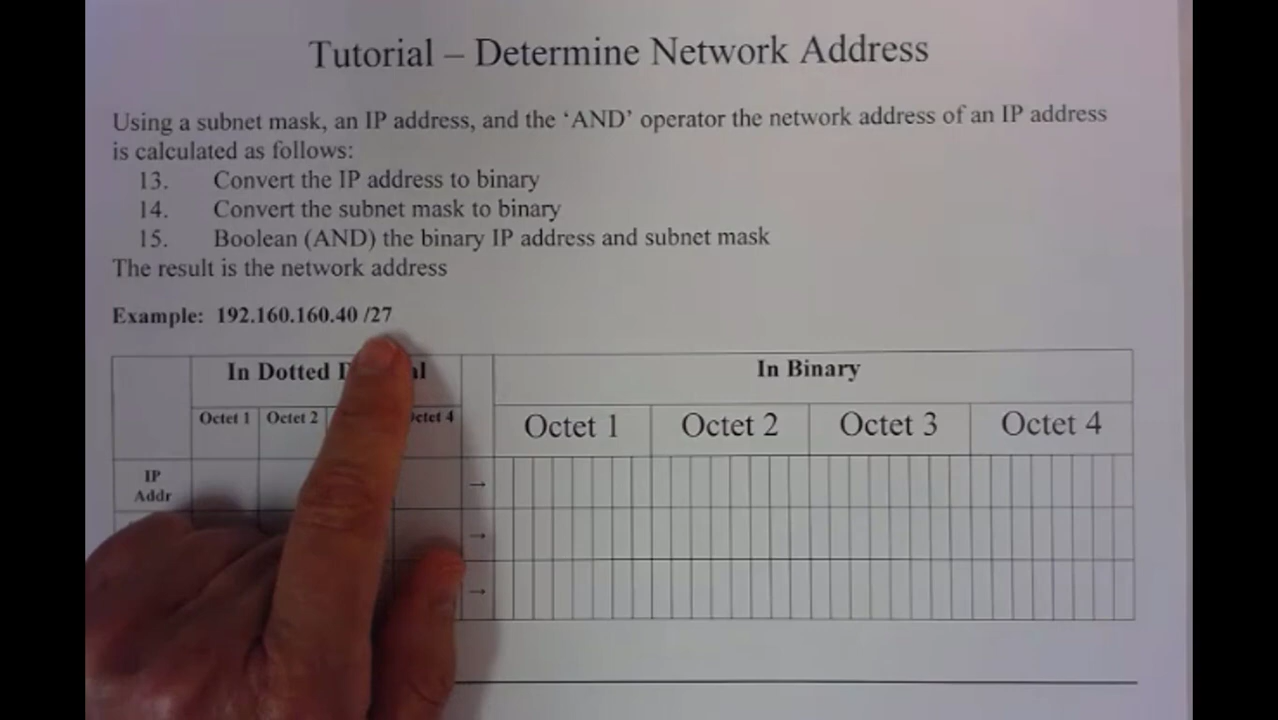 Tutorial – Determine Network Address
Using a subnet mask, an IP address, and the ‘AND’ operator the network address of an IP address
is calculated as follows:
13. Convert the IP address to binary
14. Convert the subnet mask to binary
15. Boolean (AND) the binary IP address and subnet mask
The result is the network address
Example: 192.160.160.40 /27
In Dotted In Binary
Octet 1 Octet 2 Octet 4 Octet 1 Octet 2 Octet 3 Octet 4
IP →
Addr
→
→